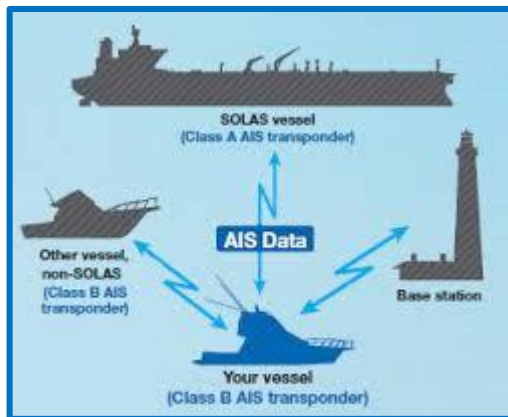 SOLAS vessel
(Class A AIS transponder)
AIS Data
Other vessel,
non-SOLAS
(Class B AIS
transponder)
Base station
Your vessel
(Class B AIS transponder)